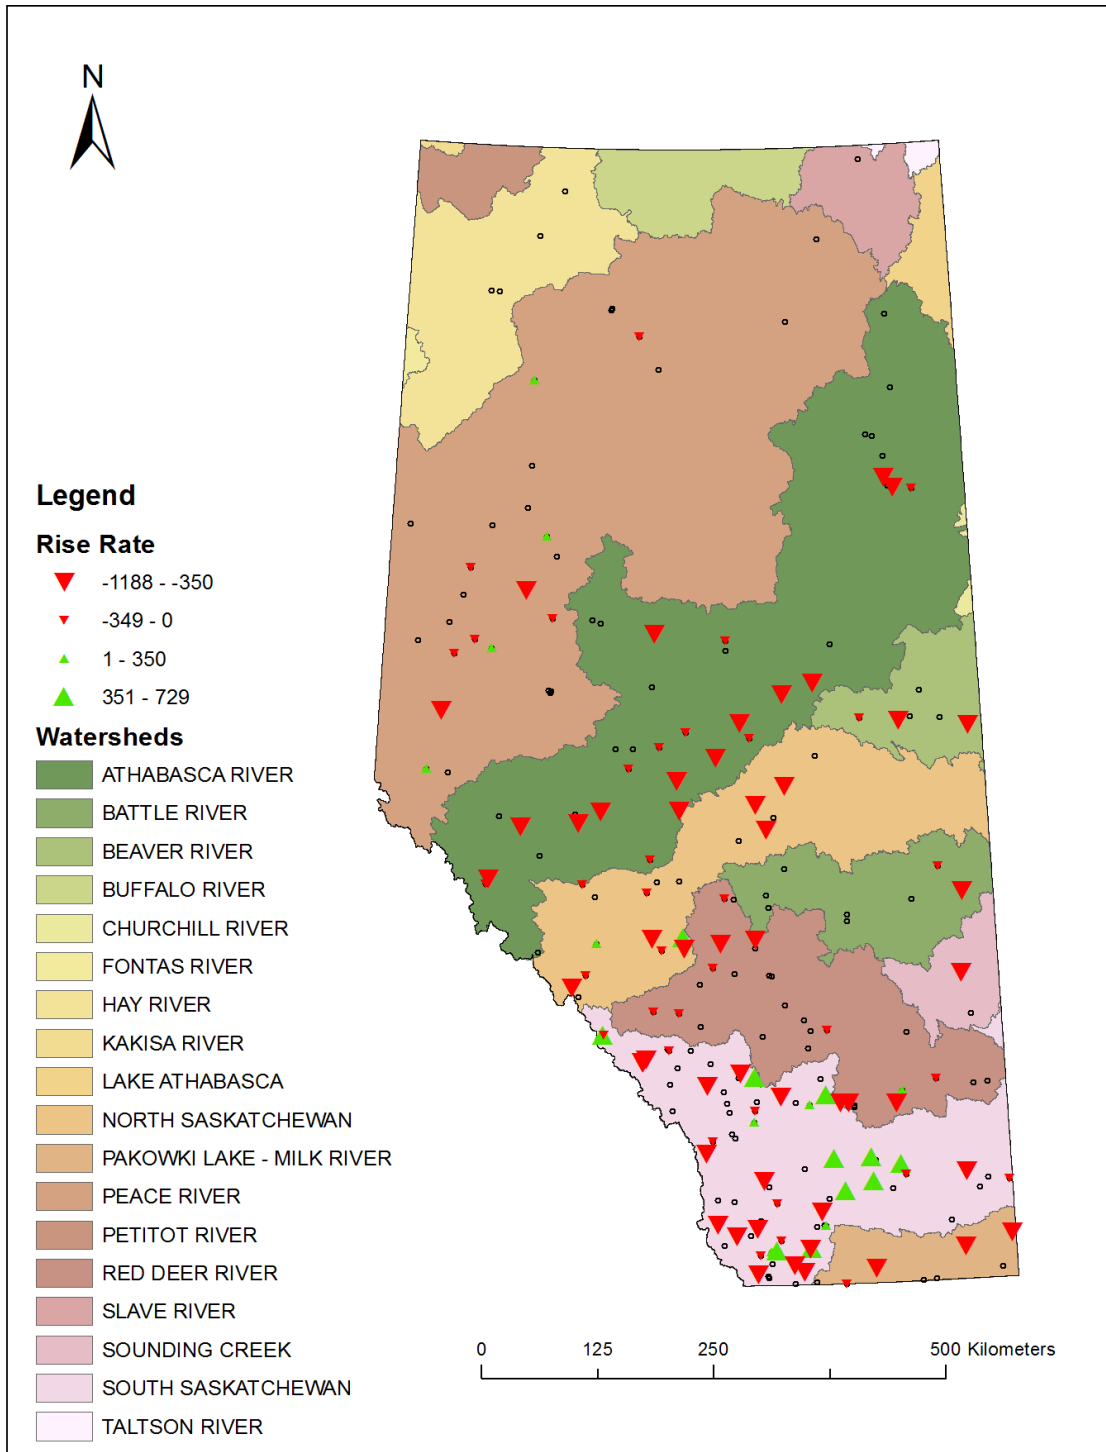 N
Legend
Rise Rate
-1188 - -350
-349 - 0
1 - 350
351 - 729
Watersheds
ATHABASCA RIVER
BATTLE RIVER
BEAVER RIVER
BUFFALO RIVER
CHURCHILL RIVER
FONTAS RIVER
HAY RIVER
KAKISA RIVER
LAKE ATHABASCA
NORTH SASKATCHEWAN
PAKOWKI LAKE - MILK RIVER
PEACE RIVER
PETITOT RIVER
RED DEER RIVER
SLAVE RIVER
SOUNDING CREEK
SOUTH SASKATCHEWAN
TALTSON RIVER
0 125 250 500 Kilometers